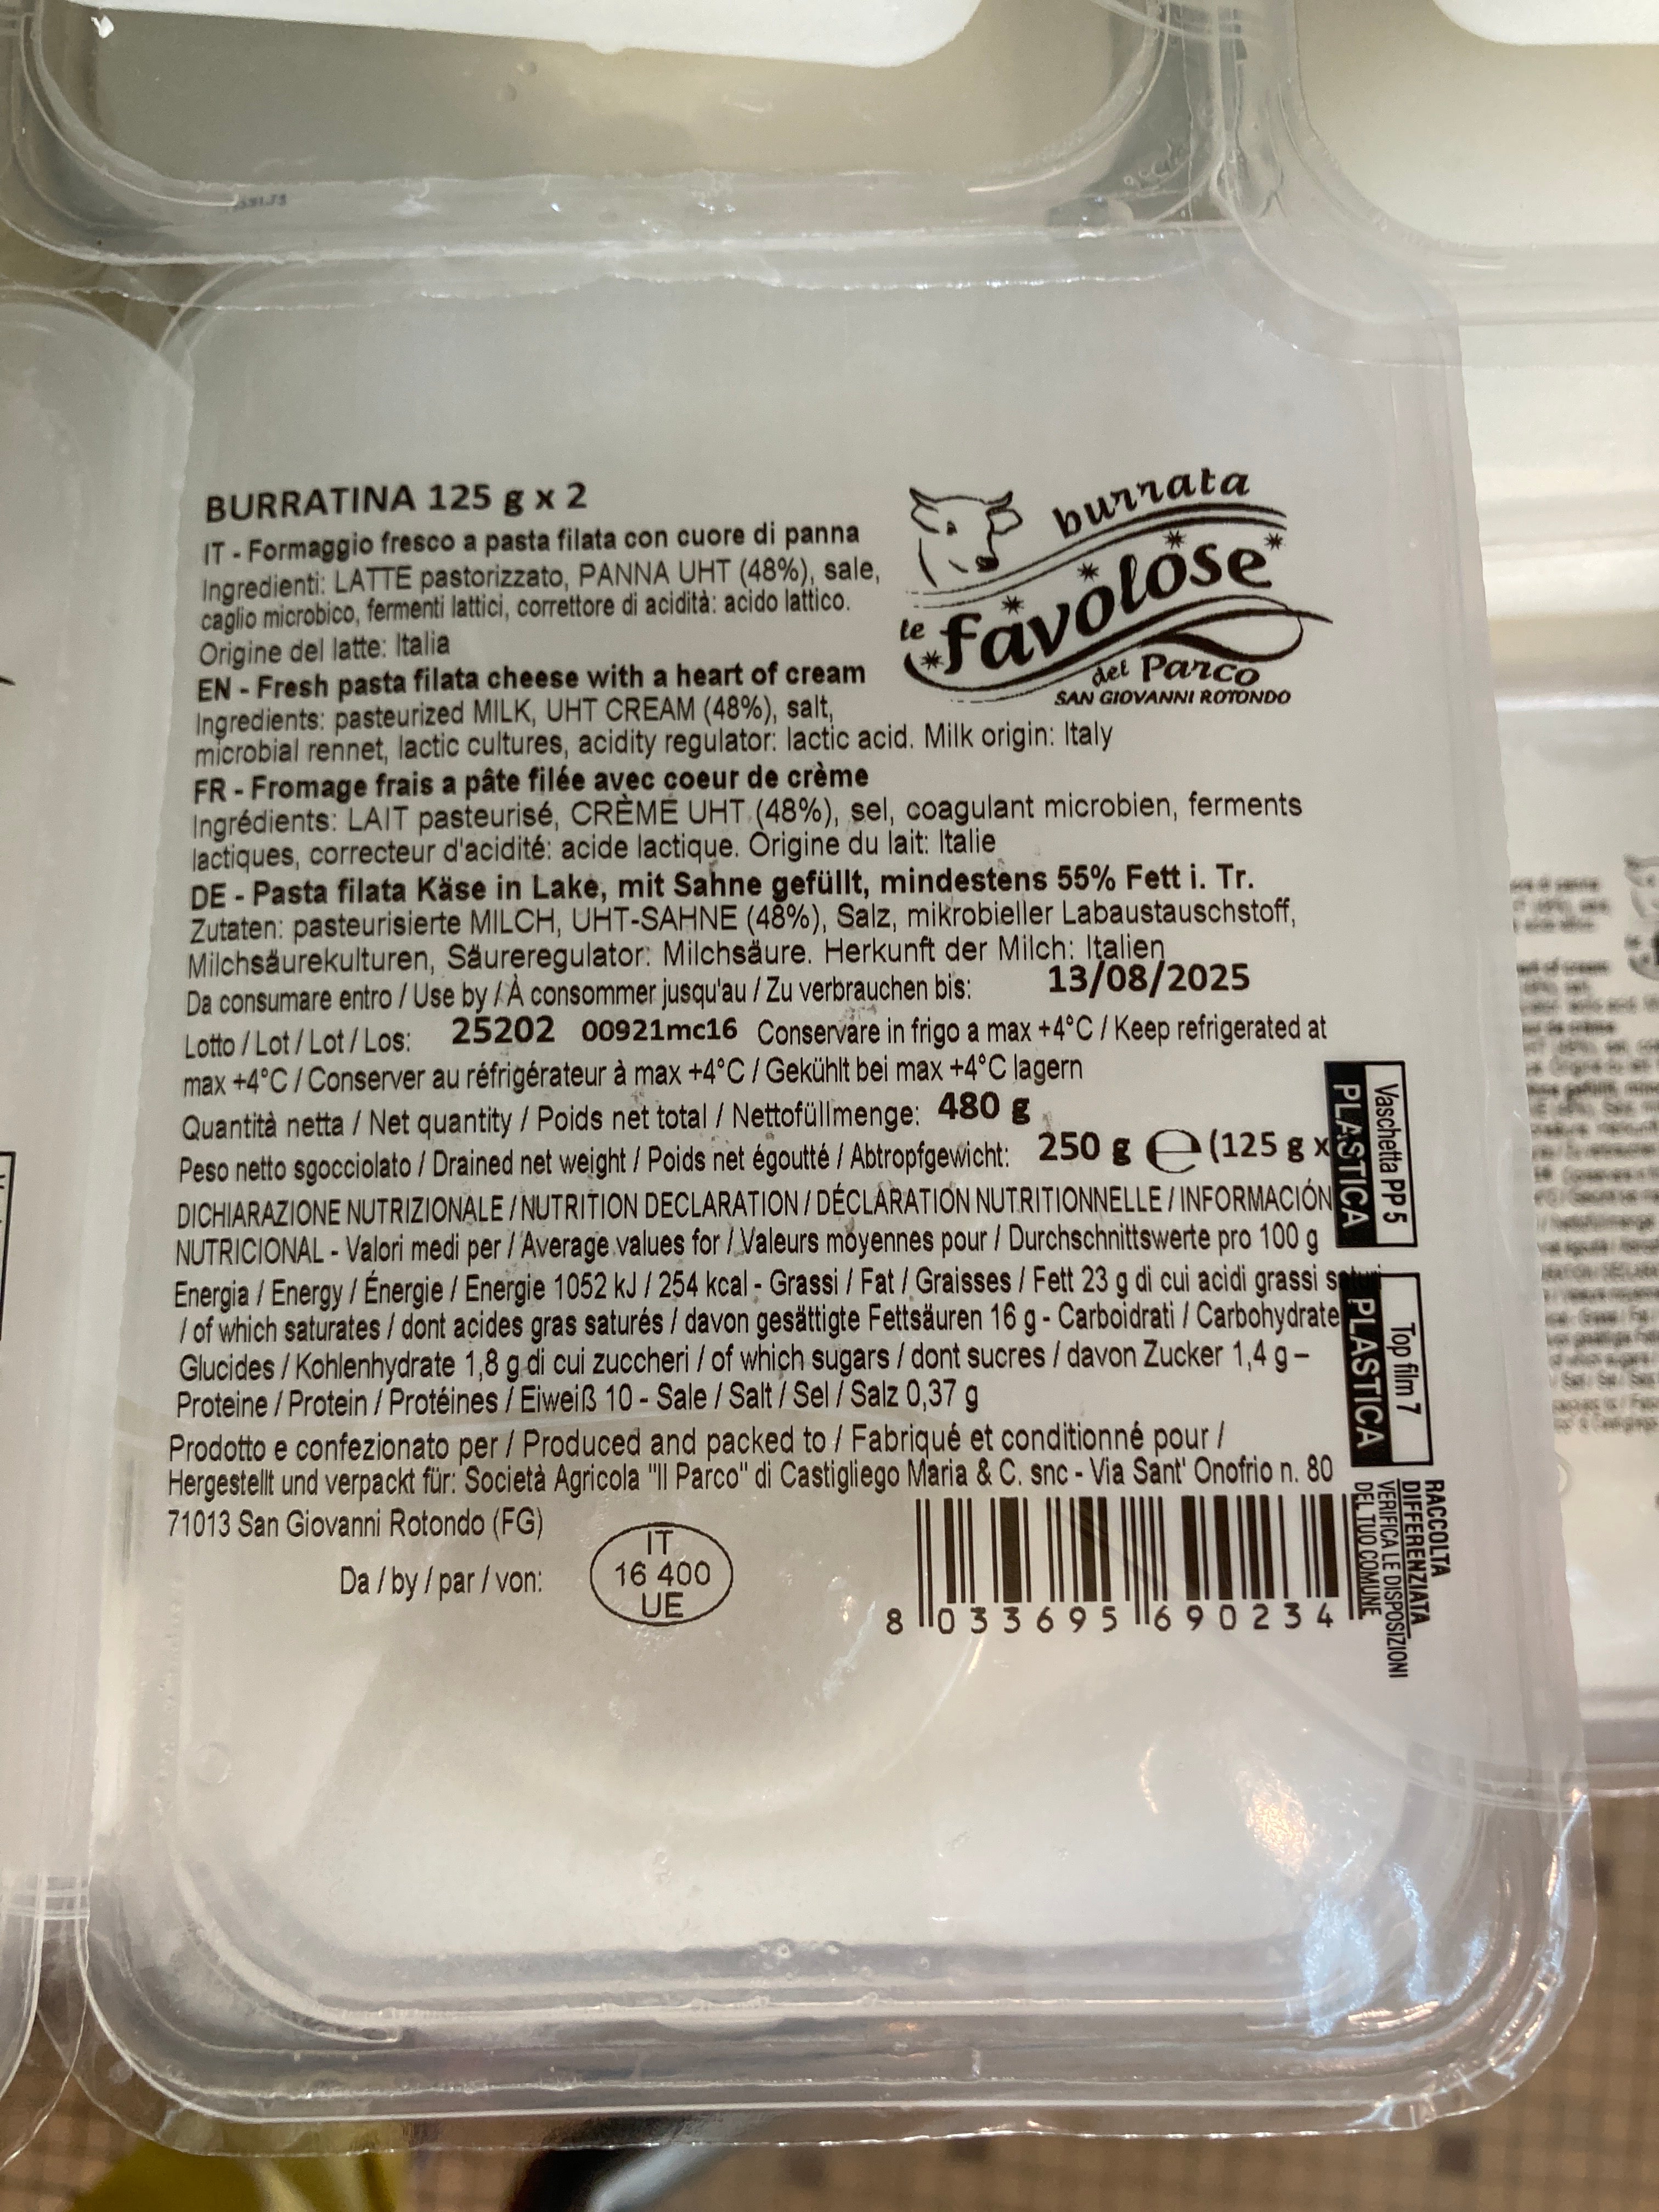 BURRATINA 125 g x 2
IT - Formaggio fresco a pasta filata con cuore di panna
Ingredienti: LATTE pastorizzato, PANNA UHT (48%), sale,
caglio microbico, fermenti lattici, correttore di acidità: acido lattico.
Origine del latte: Italia
burrata
le favolose
del Parco
SAN GIOVANNI ROTONDO
EN - Fresh pasta filata cheese with a heart of cream
Ingredients: pasteurized MILK, UHT CREAM (48%), salt,
microbial rennet, lactic cultures, acidity regulator: lactic acid. Milk origin: Italy
FR - Fromage frais a pâte filée avec coeur de crème
Ingrédients: LAIT pasteurisé, CRÈME UHT (48%), sel, coagulant microbien, ferments
lactiques, correcteur d'acidité: acide lactique. Origine du lait: Italie
DE - Pasta filata Käse in Lake, mit Sahne gefüllt, mindestens 55% Fett i. Tr.
Zutaten: pasteurisierte MILCH, UHT-SAHNE (48%), Salz, mikrobieller Labaustauschstoff,
Milchsäurekulturen, Säureregulator: Milchsäure. Herkunft der Milch: Italien
Da consumare entro / Use by / À consommer jusqu'au / Zu verbrauchen bis: 13/08/2025
Lotto / Lot / Lot / Los: 25202 00921mc16 Conservare in frigo a max +4°C / Keep refrigerated at
max +4°C / Conserver au réfrigérateur à max +4°C / Gekühlt bei max +4°C lagern
Quantità netta / Net quantity / Poids net total / Nettofüllmenge: 480 g
Peso netto sgocciolato / Drained net weight / Poids net égoutté / Abtropfgewicht: 250 g ℮ (125 g x
DICHIARAZIONE NUTRIZIONALE / NUTRITION DECLARATION / DÉCLARATION NUTRITIONNELLE / INFORMACIÓN
NUTRICIONAL - Valori medi per / Average values for / Valeurs moyennes pour / Durchschnittswerte pro 100 g
Energia / Energy / Énergie / Energie 1052 kJ / 254 kcal - Grassi / Fat / Graisses / Fett 23 g di cui acidi grassi saturi
/ of which saturates / dont acides gras saturés / davon gesättigte Fettsäuren 16 g - Carboidrati / Carbohydrate
Glucides / Kohlenhydrate 1,8 g di cui zuccheri / of which sugars / dont sucres / davon Zucker 1,4 g –
Proteine / Protein / Protéines / Eiweiß 10 - Sale / Salt / Sel / Salz 0,37 g
Prodotto e confezionato per / Produced and packed to / Fabriqué et conditionné pour /
Hergestellt und verpackt für: Società Agricola "Il Parco" di Castigliego Maria & C. snc - Via Sant' Onofrio n. 80
71013 San Giovanni Rotondo (FG)
Da / by / par / von:
IT
16 400
UE
8 033695 690234
Vaschetta PP 5
PLASTICA
Top film 7
PLASTICA
RACCOLTA
DIFFERENZIATA
VERIFICA LE DISPOSIZIONI
DEL TUO COMUNE